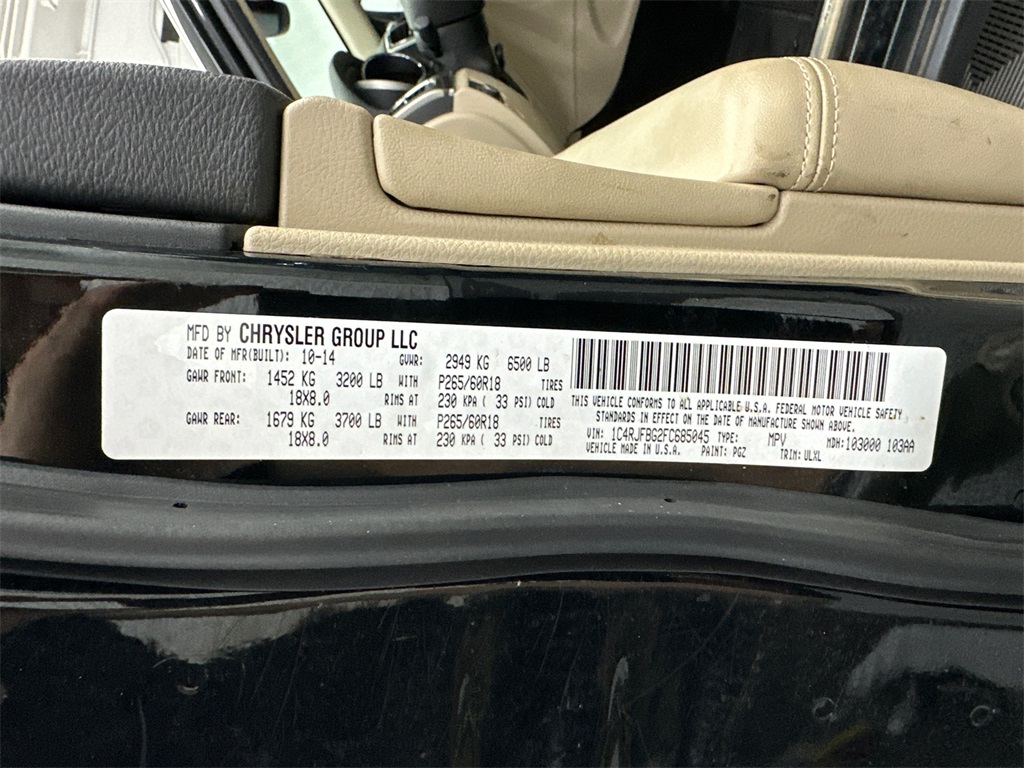 MFD BY CHRYSLER GROUP LLC
DATE OF MFR(BUILT): 10-14 GVWR: 2949 KG 6500 LB
GAWR FRONT: 1452 KG 3200 LB WITH P265/60R18 TIRES
18X8.0 RIMS AT 230 KPA ( 33 PSI) COLD
GAWR REAR: 1679 KG 3700 LB WITH P265/60R18 TIRES
18X8.0 RIMS AT 230 KPA ( 33 PSI) COLD
THIS VEHICLE CONFORMS TO ALL APPLICABLE U.S.A. FEDERAL MOTOR VEHICLE SAFETY
STANDARDS IN EFFECT ON THE DATE OF MANUFACTURE SHOWN ABOVE.
VIN: 1C4RJFBG2FC685045 TYPE: MPV MDH:103000 103AA
VEHICLE MADE IN U.S.A. PAINT: PGZ TRIM: ULXL